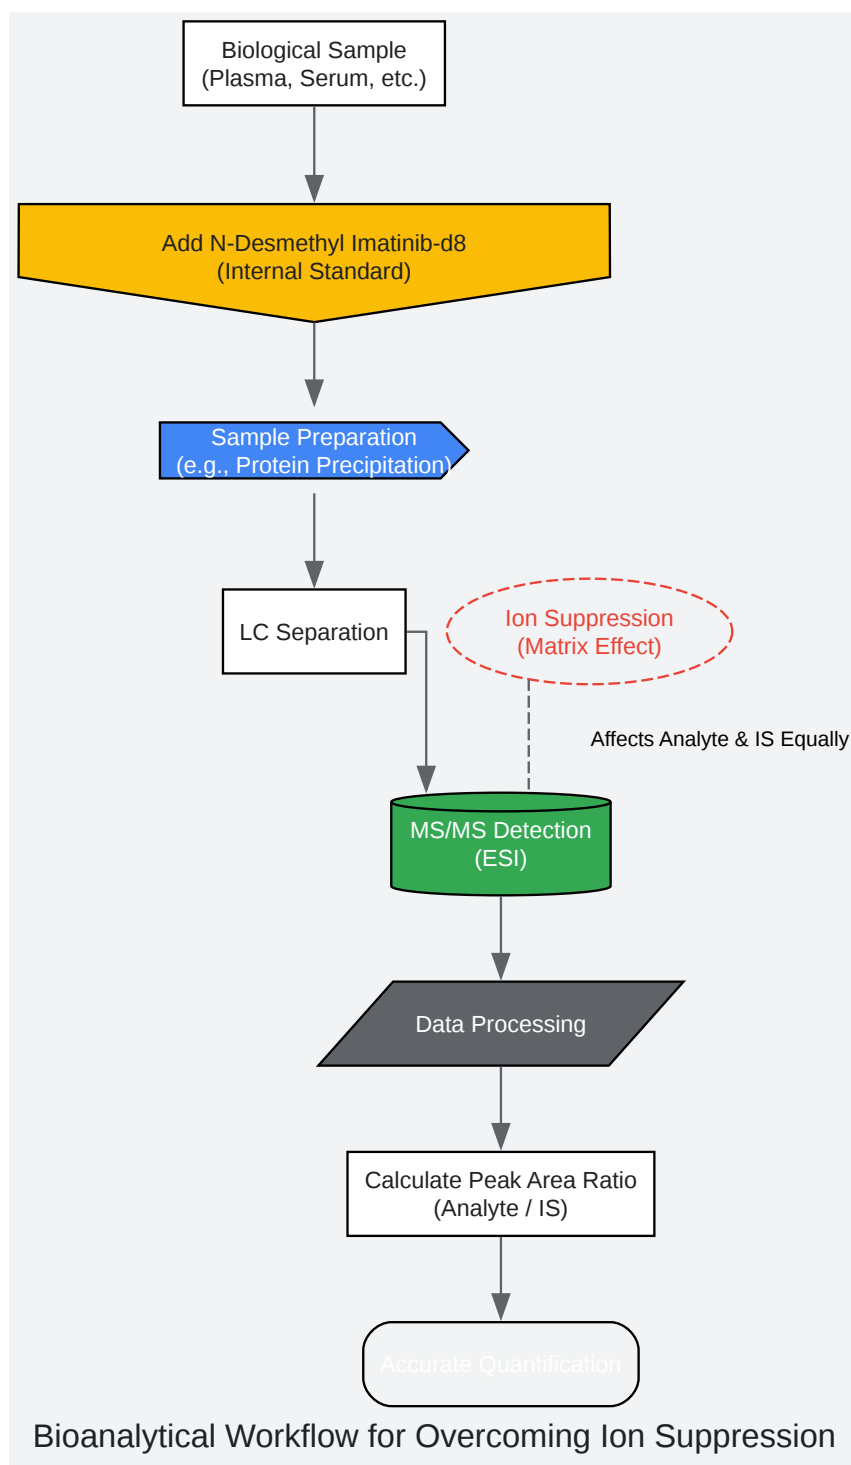 Biological Sample
(Plasma, Serum, etc.)
Add N-Desmethyl Imatinib-d8
(Internal Standard)
Sample Preparation
(e.g., Protein Precipitation)
LC Separation
Ion Suppression
(Matrix Effect)
Affects Analyte & IS Equally
MS/MS Detection
(ESI)
Data Processing
Calculate Peak Area Ratio
(Analyte / IS)
Accurate Quantification
Bioanalytical Workflow for Overcoming Ion Suppression